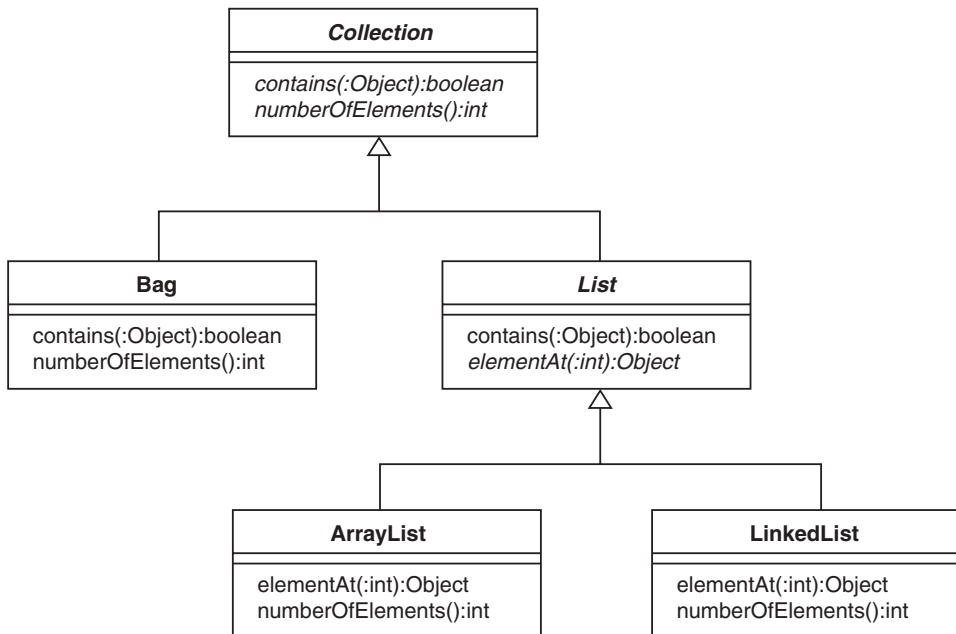 Collection
contains(:Object):boolean
numberOfElements():int
Bag
contains(:Object):boolean
numberOfElements():int
List
contains(:Object):boolean
elementAt(:int):Object
ArrayList
elementAt(:int):Object
numberOfElements():int
LinkedList
elementAt(:int):Object
numberOfElements():int